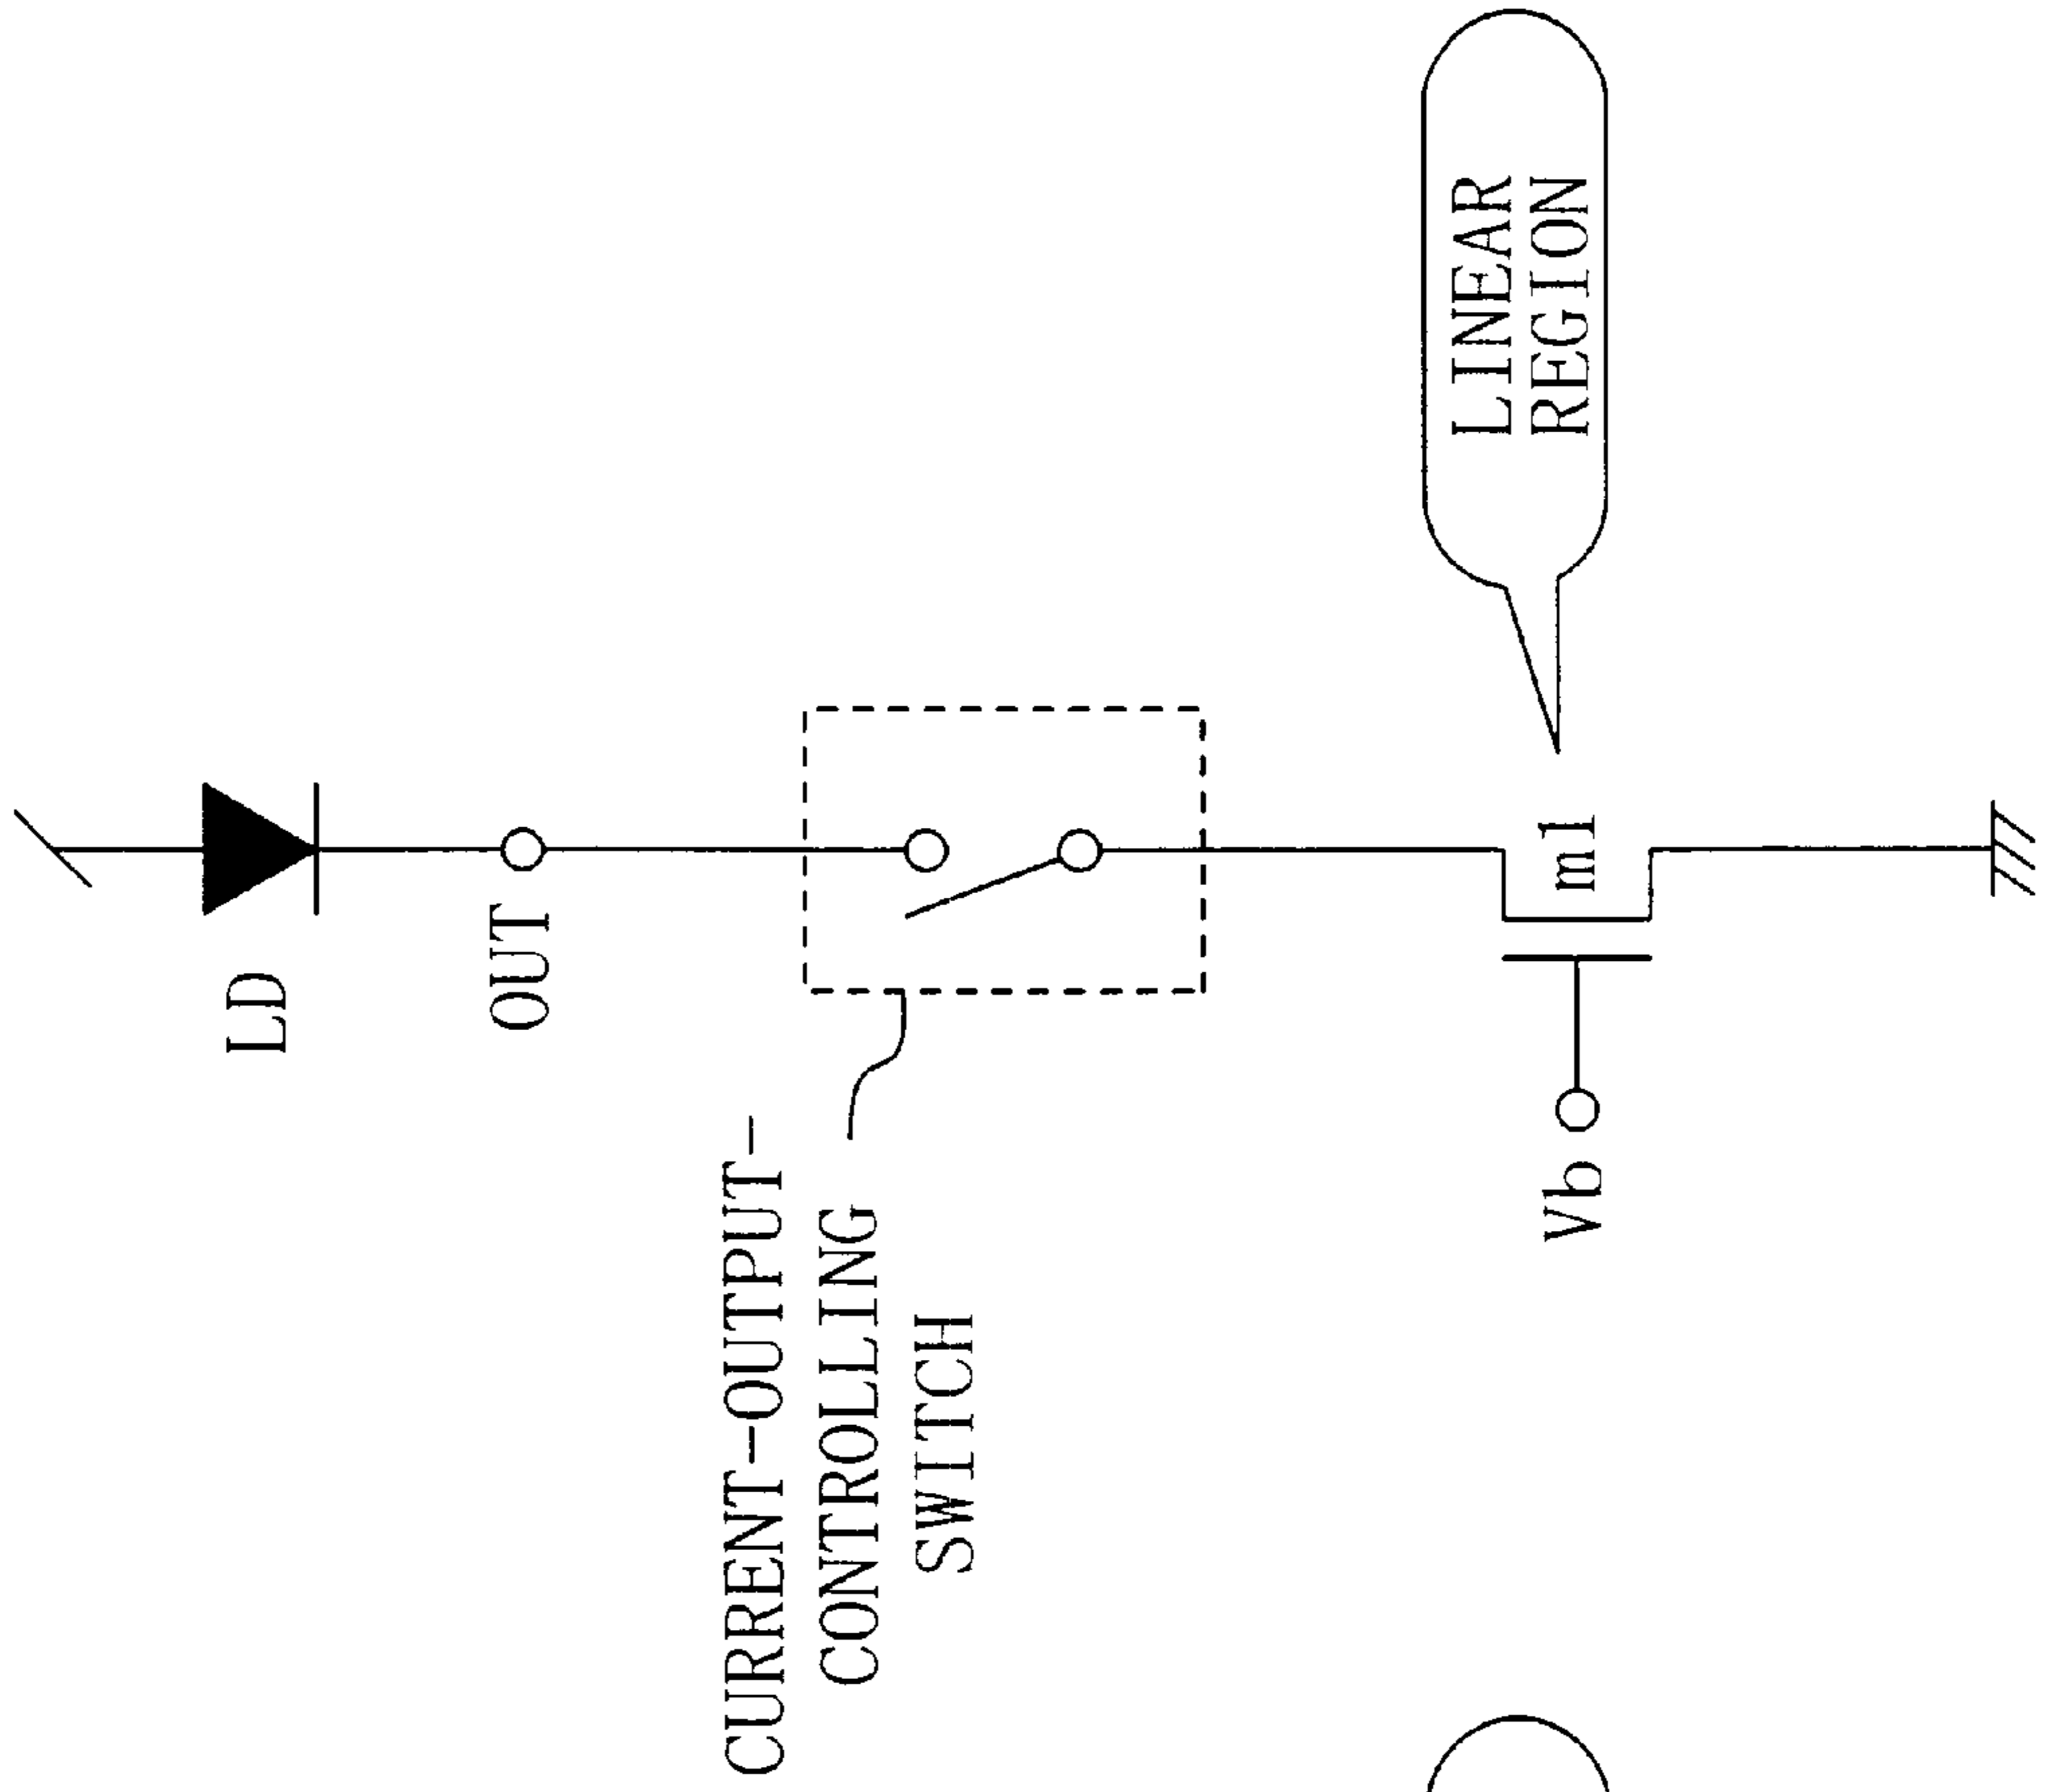 LD
OUT
CURRENT-OUTPUT-
CONTROLLING
SWITCH
LINEAR
REGION
m1
Vb